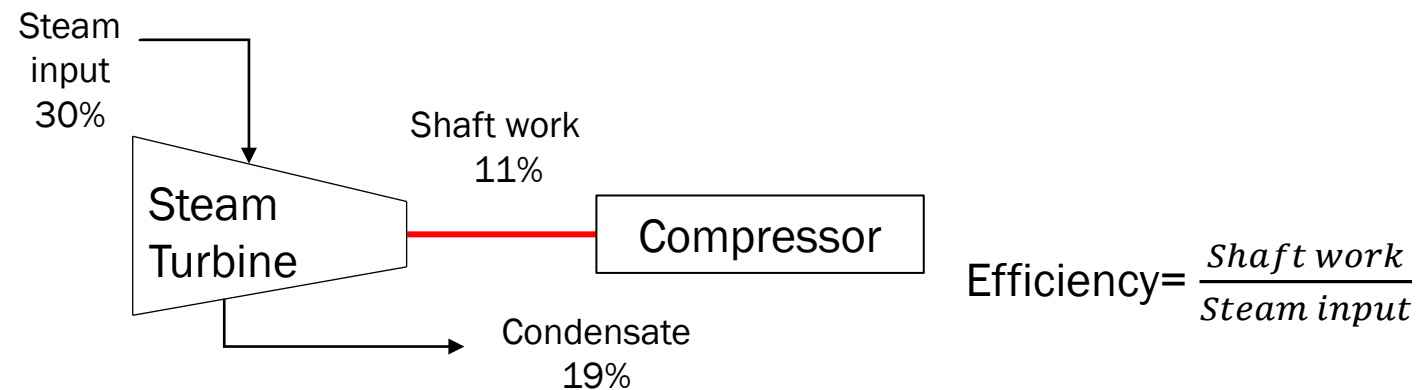 Steam
input
30%
Shaft work
11%
Steam
Turbine
Compressor
Efficiency= Shaft work
Steam input
Condensate
19%